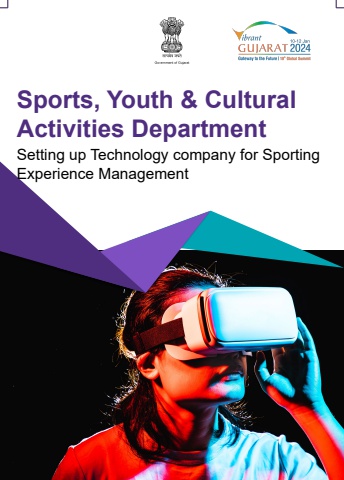 Government of Gujarat
Vibrant
10-12 Jan
GUJARAT 2024
Gateway to the Future | 10th Global Summit
Sports, Youth & Cultural
Activities Department
Setting up Technology company for Sporting
Experience Management